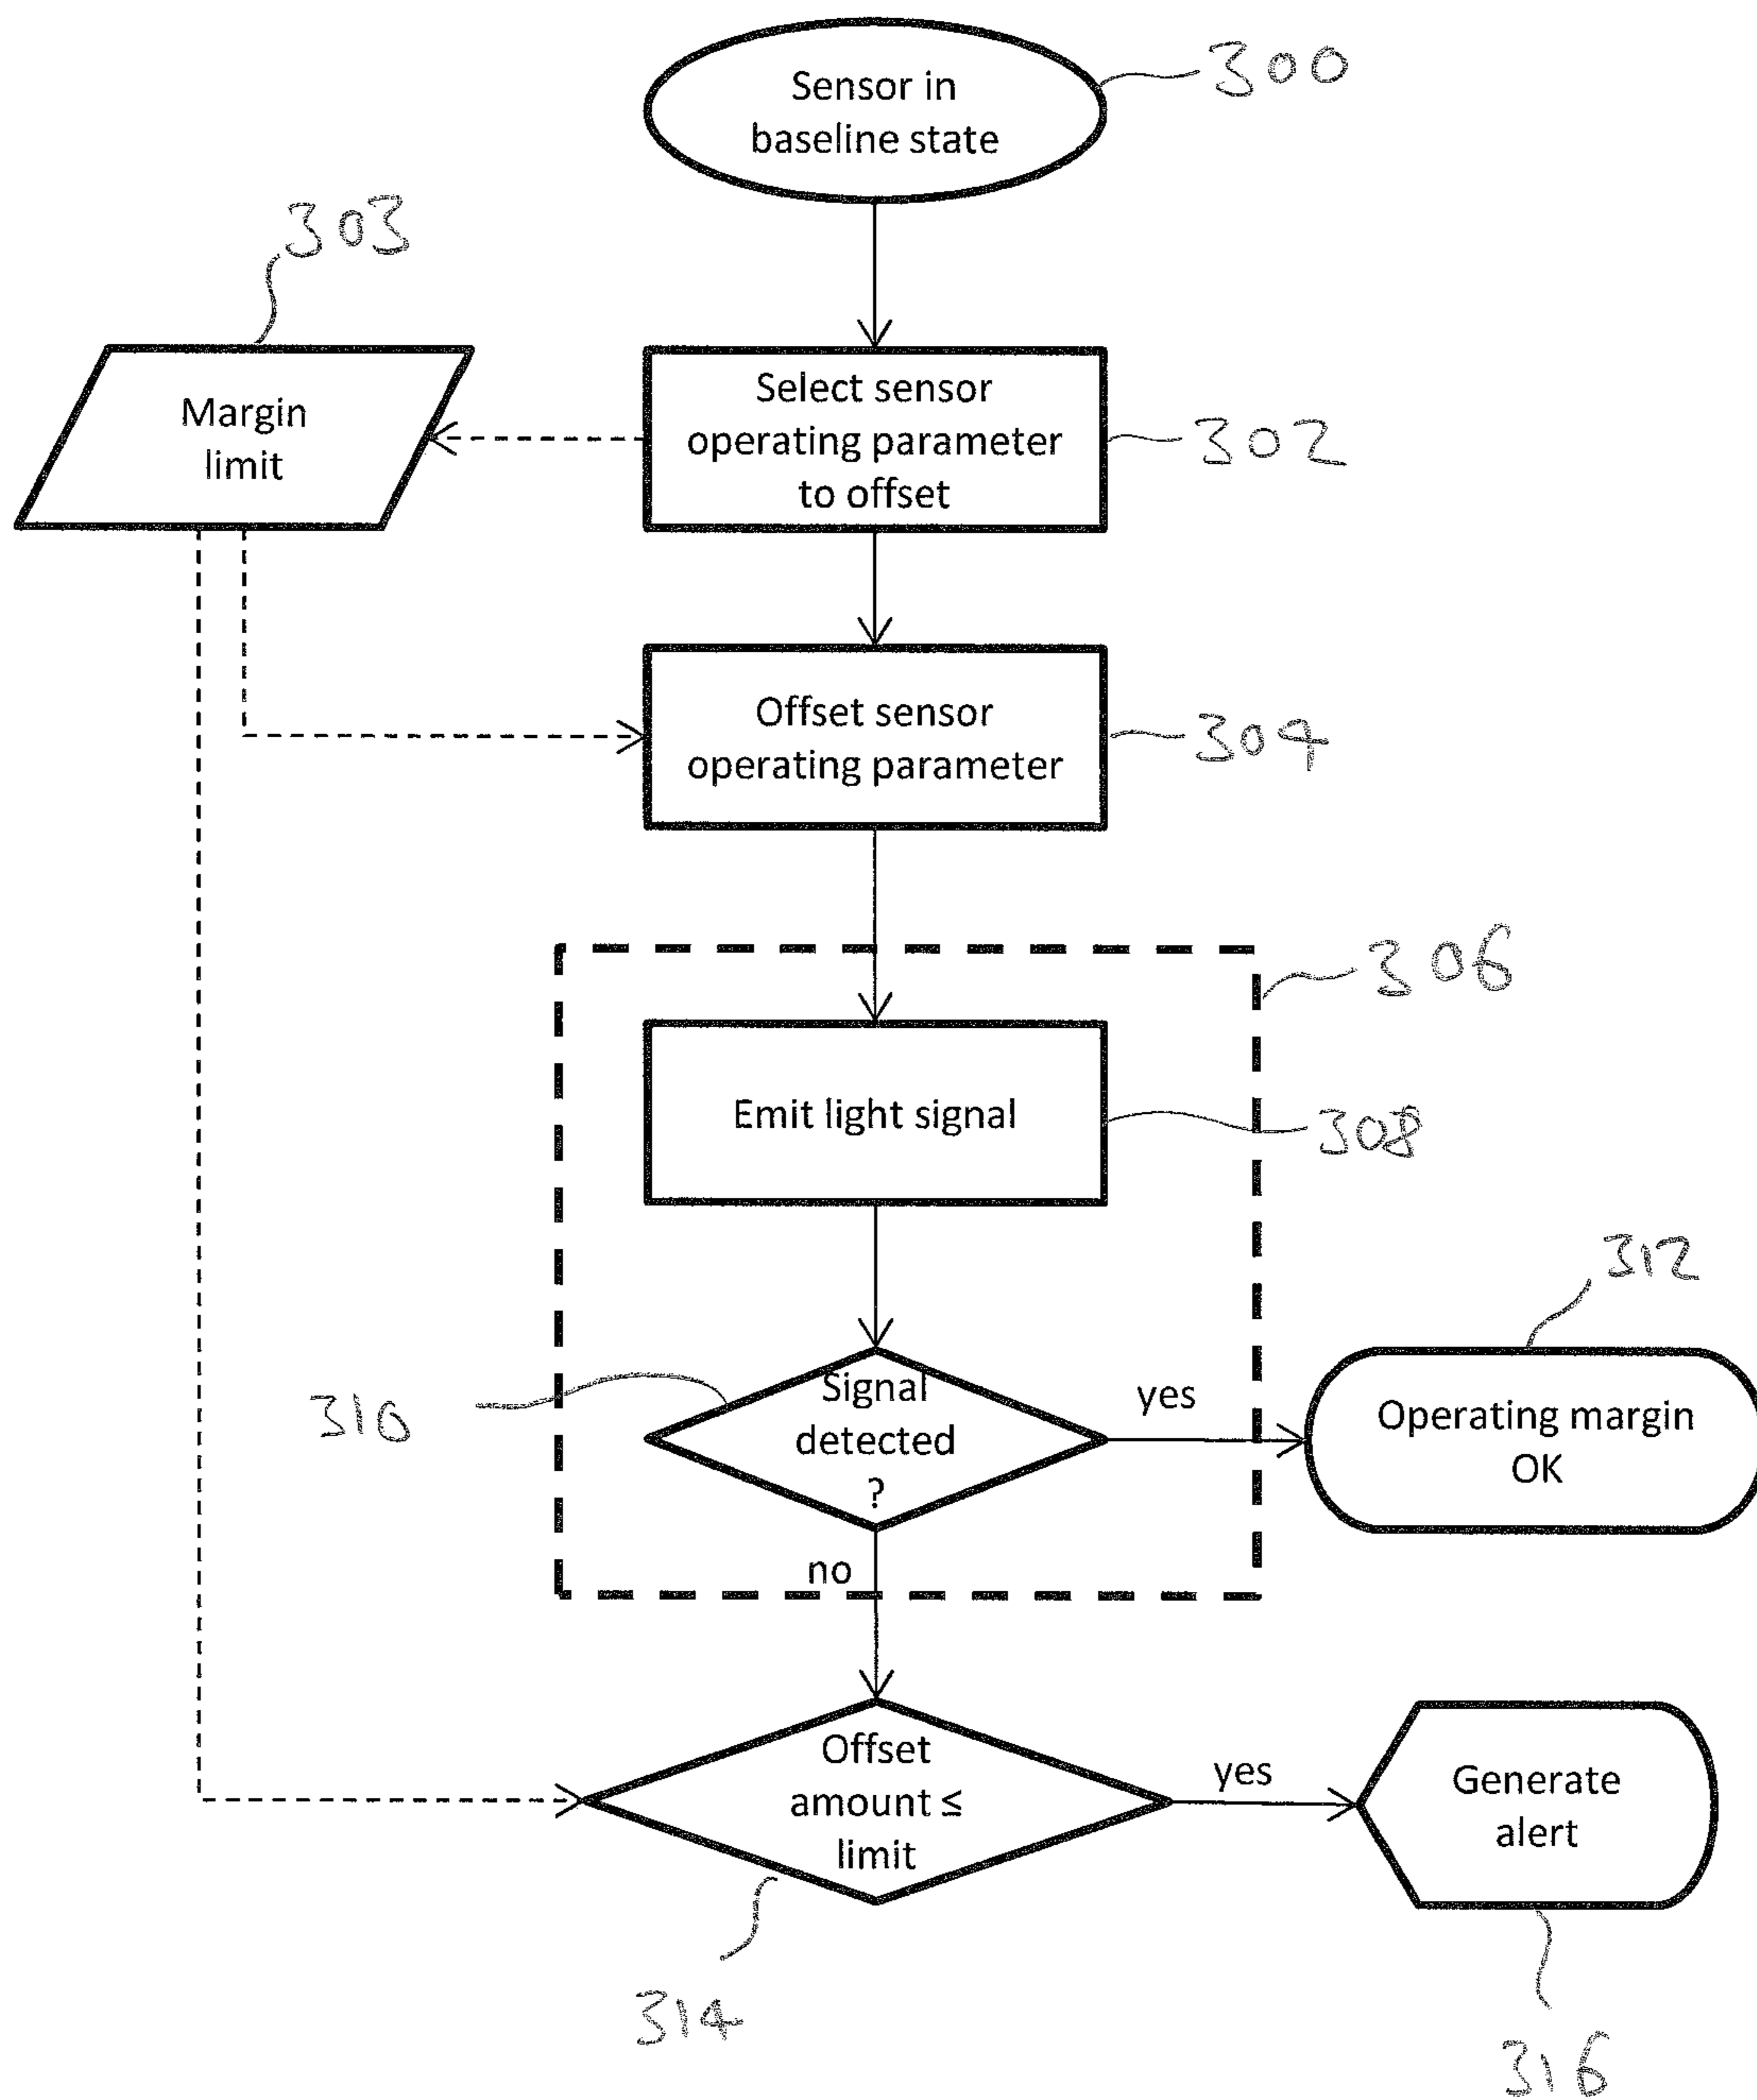 Sensor in
baseline state
300
303
Margin
limit
Select sensor
operating parameter
to offset
302
Offset sensor
operating parameter
304
306
Emit light signal
308
310
Signal
detected
?
yes
no
312
Operating margin
OK
Offset
amount ≤
limit
yes
Generate
alert
314
316